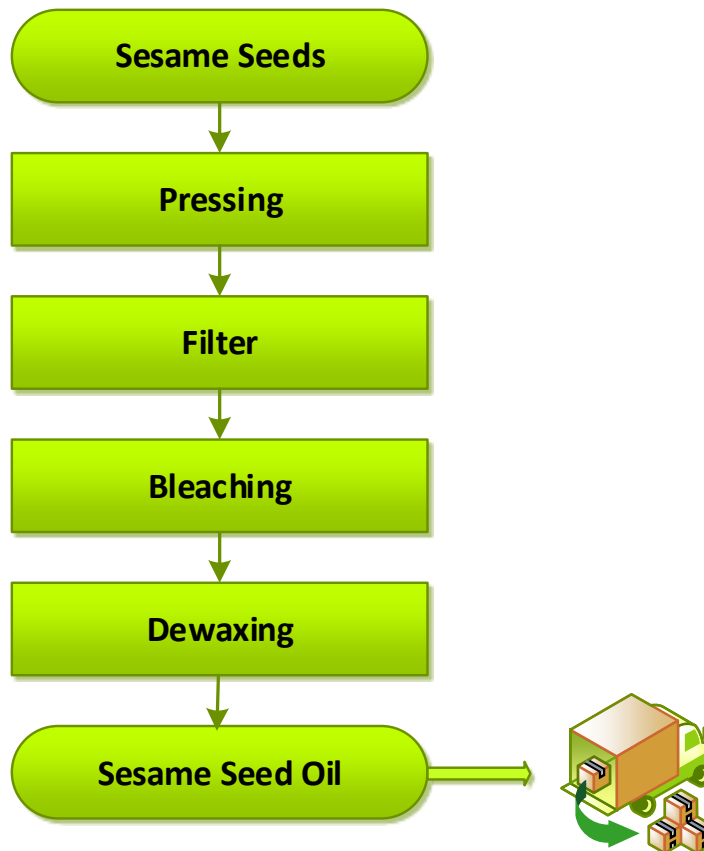 Sesame Seeds
Pressing
Filter
Bleaching
Dewaxing
Sesame Seed Oil